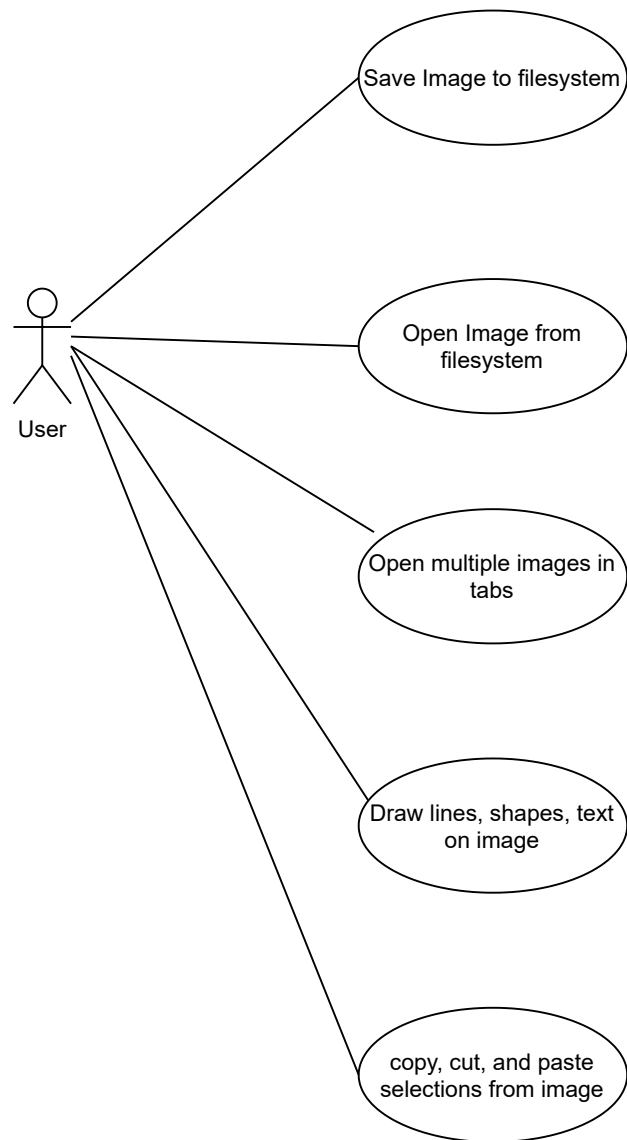 Save Image to filesystem
Open Image from
filesystem
User
Open multiple images in
tabs
Draw lines, shapes, text
on image
copy, cut, and paste
selections from image